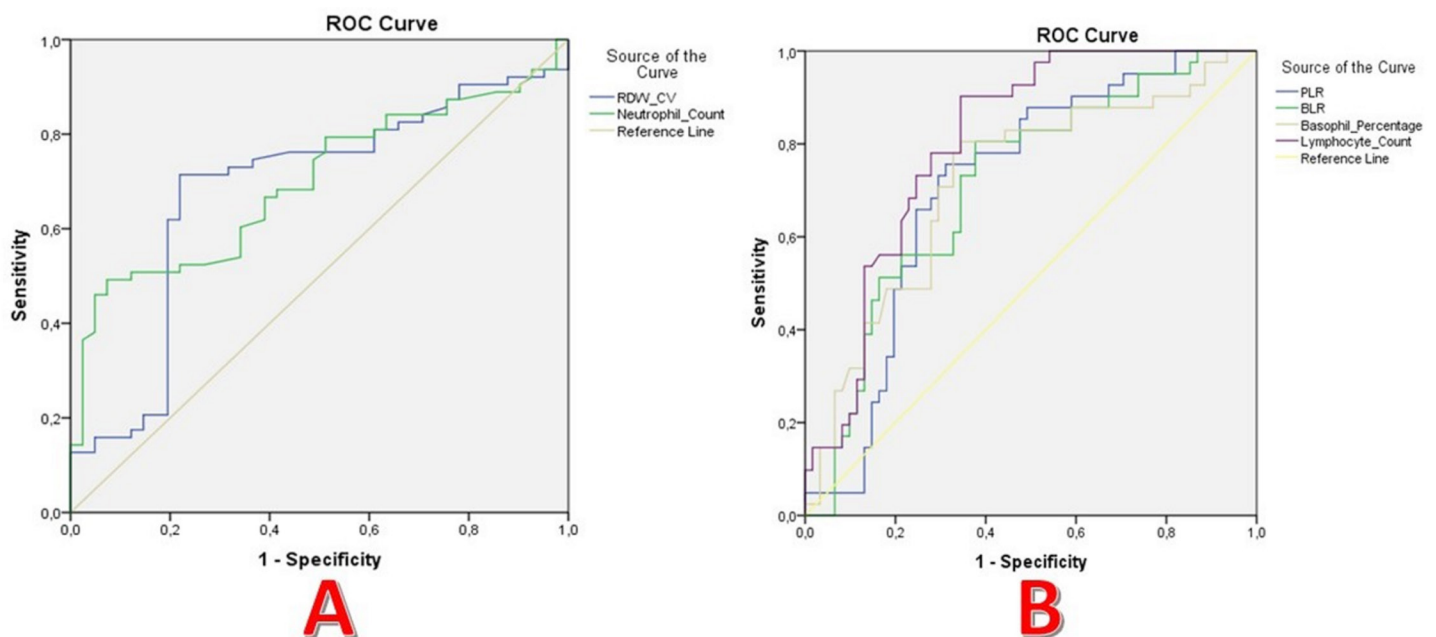 ROC Curve
Source of the
Curve
RDW_CV
Neutrophil_Count
Reference Line
1,0
0,8
0,6
0,4
0,2
0,0
Sensitivity
0,0 0,2 0,4 0,6 0,8 1,0
1 - Specificity
A
ROC Curve
Source of the Curve
PLR
BLR
Basophil_Percentage
Lymphocyte_Count
Reference Line
1,0
0,8
0,6
0,4
0,2
0,0
Sensitivity
0,0 0,2 0,4 0,6 0,8 1,0
1 - Specificity
B